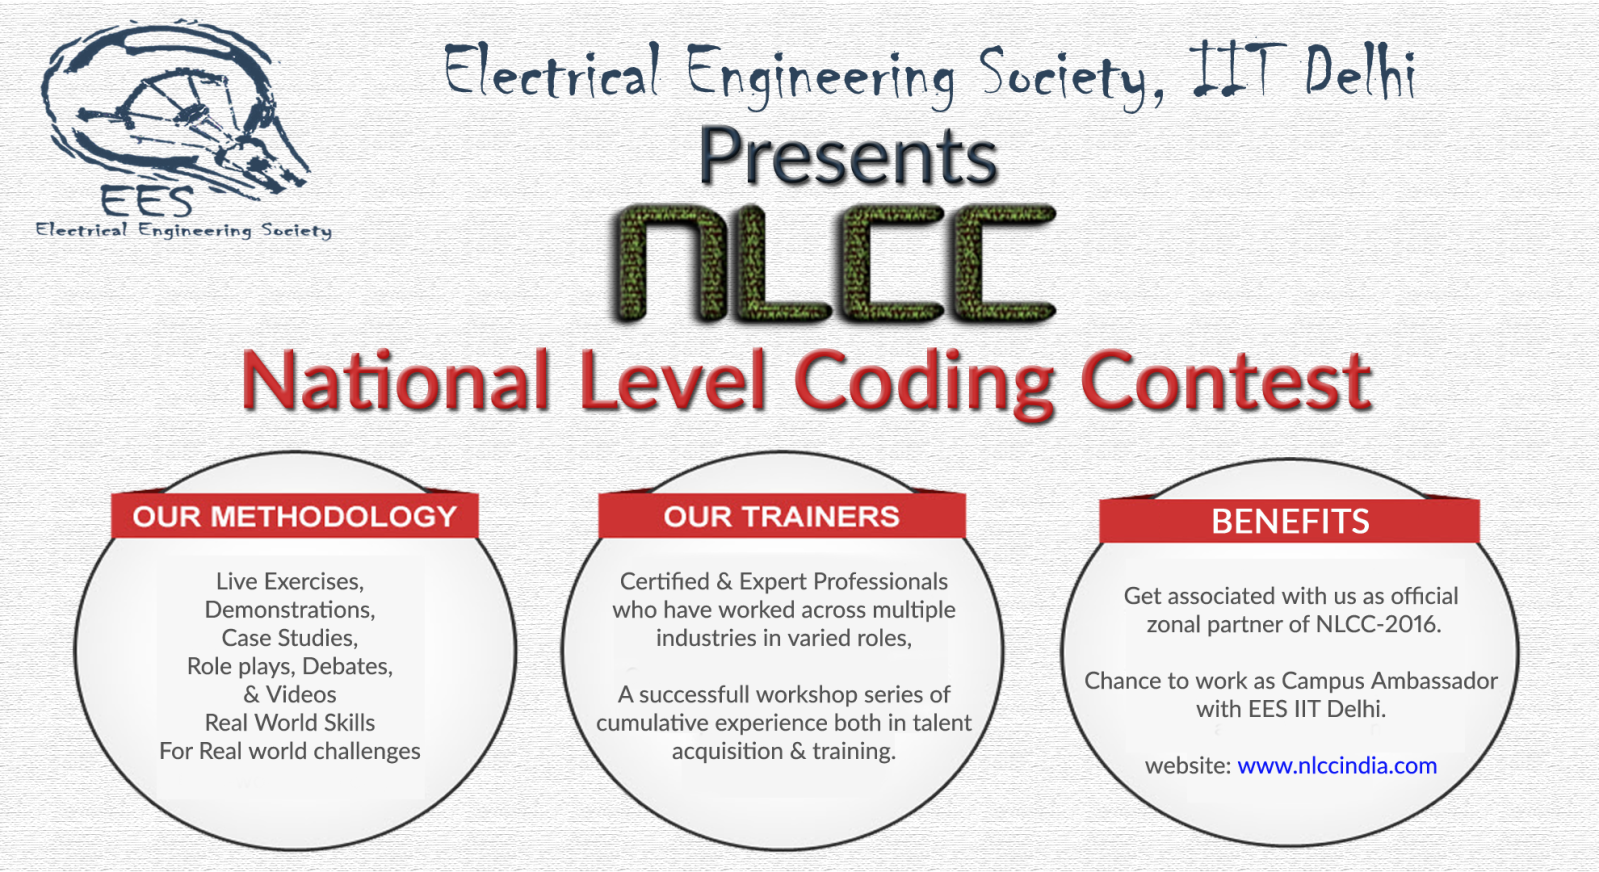 EES
Electrical Engineering Society
Electrical Engineering Society, IIT Delhi
Presents
NLCC
National Level Coding Contest
OUR METHODOLOGY
Live Exercises,
Demonstrations,
Case Studies,
Role plays, Debates,
& Videos
Real World Skills
For Real world challenges
OUR TRAINERS
Certified & Expert Professionals
who have worked across multiple
industries in varied roles,
A successfull workshop series of
cumulative experience both in talent
acquisition & training.
BENEFITS
Get associated with us as official
zonal partner of NLCC-2016.
Chance to work as Campus Ambassador
with EES IIT Delhi.
website: www.nlccindia.com